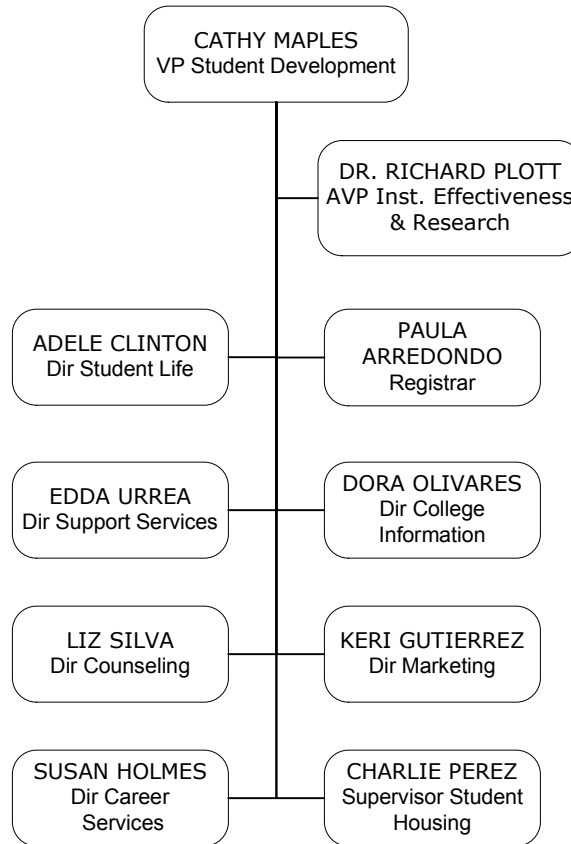 CATHY MAPLES
VP Student Development
DR. RICHARD PLOTT
AVP Inst. Effectiveness
& Research
ADELE CLINTON
Dir Student Life
PAULA
ARREDONDO
Registrar
EDDA URREA
Dir Support Services
DORA OLIVARES
Dir College
Information
LIZ SILVA
Dir Counseling
KERI GUTIERREZ
Dir Marketing
SUSAN HOLMES
Dir Career
Services
CHARLIE PEREZ
Supervisor Student
Housing